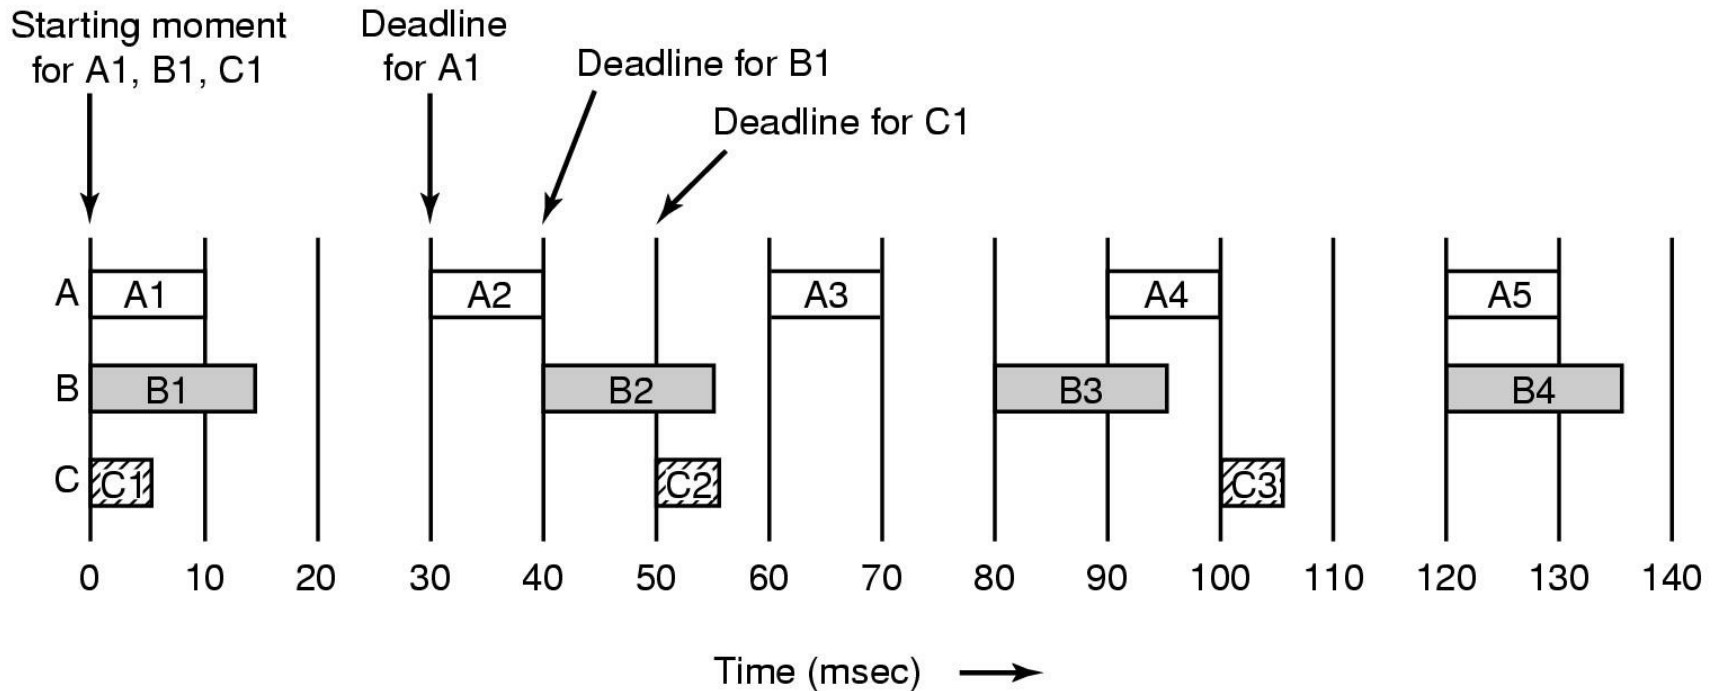 Starting moment
for A1, B1, C1
Deadline
for A1
Deadline for B1
Deadline for C1
A A1 A2 A3 A4 A5
B B1 B2 B3 B4
C C1 C2 C3
0 10 20 30 40 50 60 70 80 90 100 110 120 130 140
Time (msec)